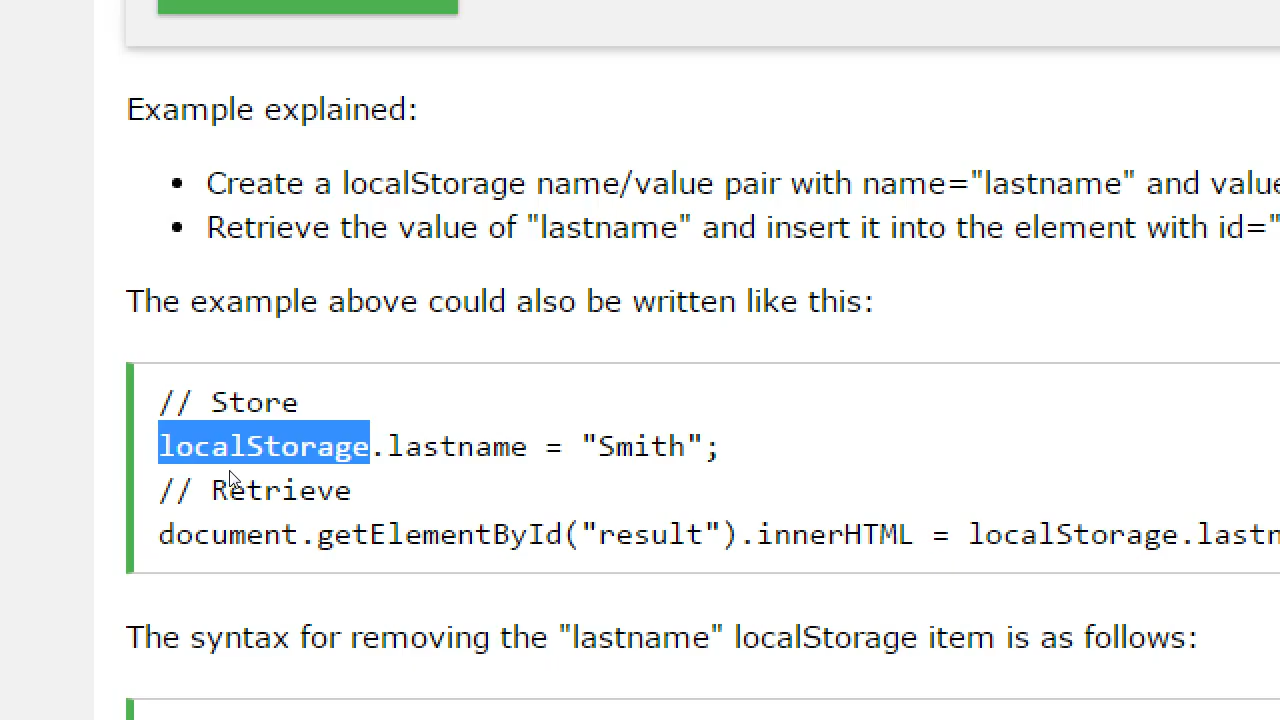 Example explained:
Create a localStorage name/value pair with name="lastname" and value
Retrieve the value of "lastname" and insert it into the element with id="
The example above could also be written like this:
// Store
localStorage.lastname = "Smith";
// Retrieve
document.getElementById("result").innerHTML = localStorage.lastn
The syntax for removing the "lastname" localStorage item is as follows: